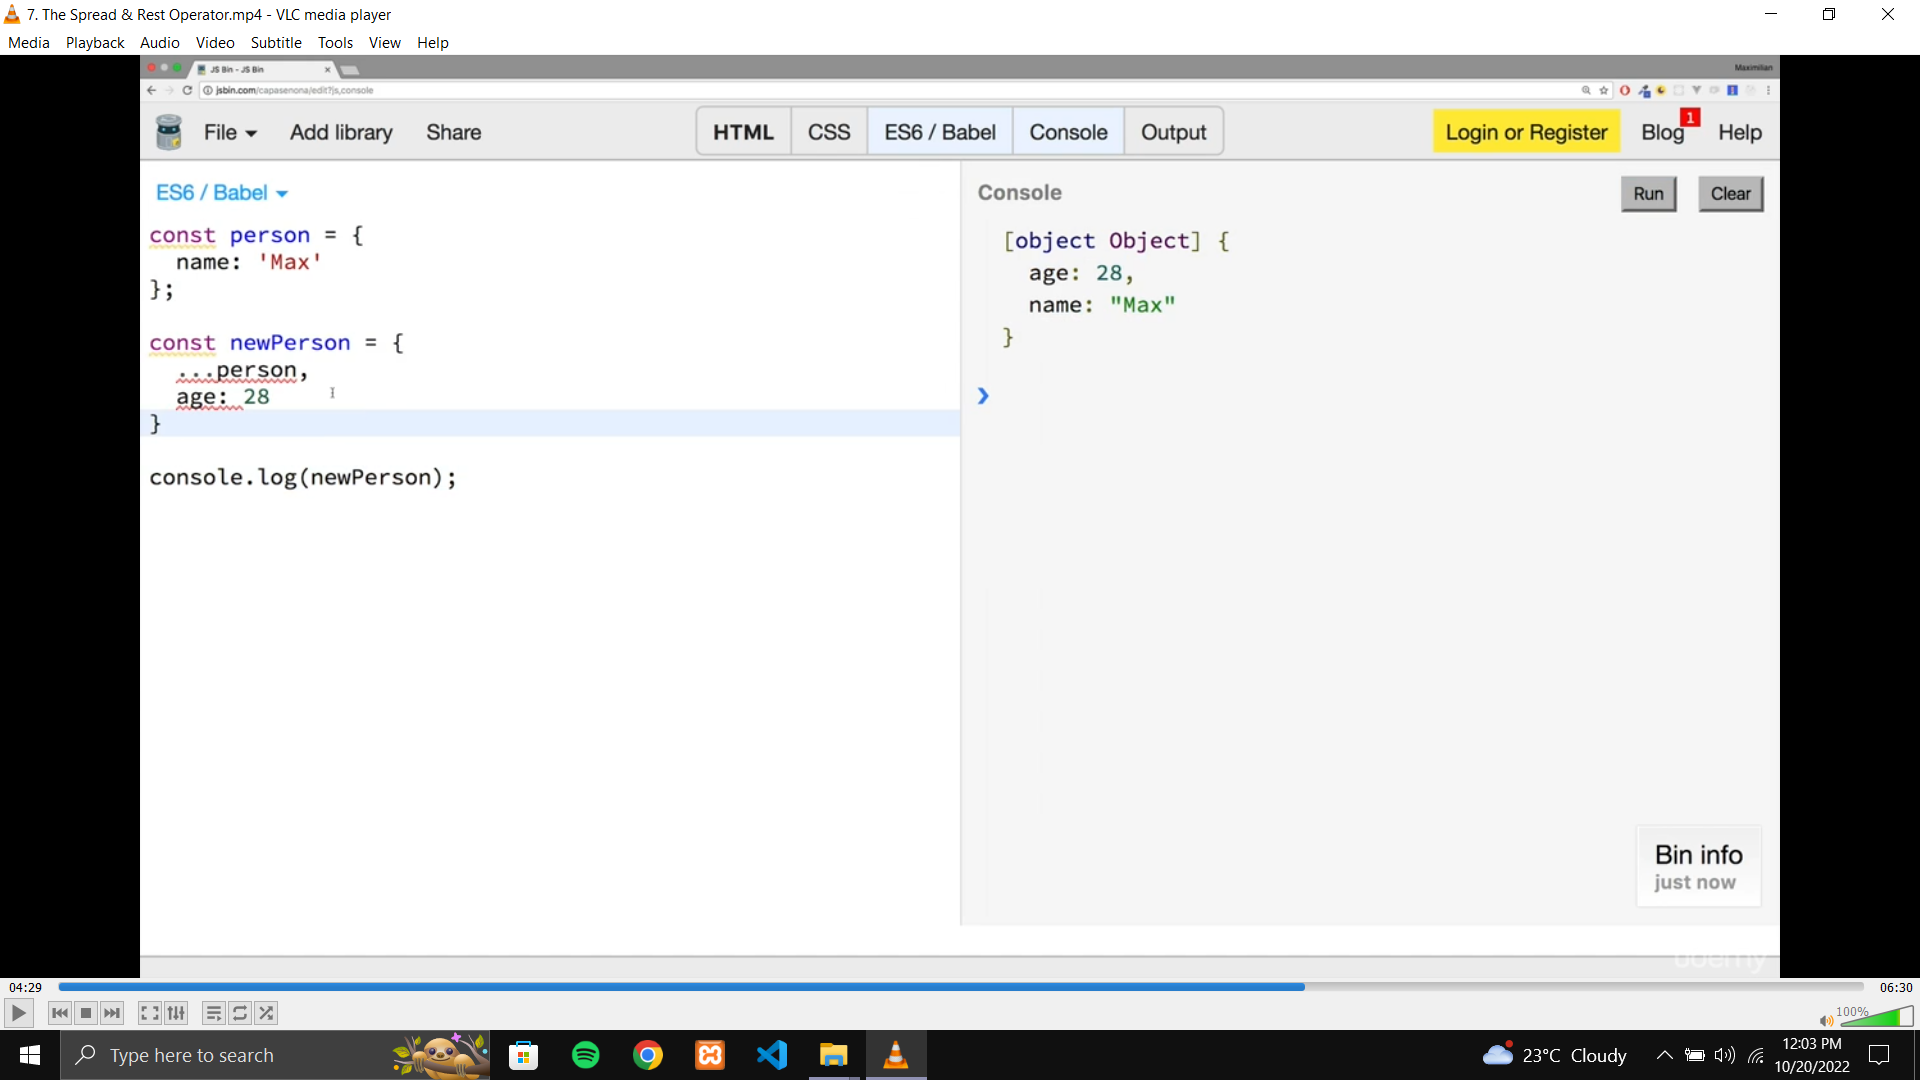 7. The Spread & Rest Operator.mp4 - VLC media player
Media Playback Audio Video Subtitle Tools View Help
JS Bin - JS Bin
Maximilian
jsbin.com/capasenona/edit?js,console
File Add library Share HTML CSS ES6 / Babel Console Output Login or Register Blog 1 Help
ES6 / Babel
const person = {
name: 'Max'
};
const newPerson = {
...person,
age: 28
}
console.log(newPerson);
Console Run Clear
[object Object] {
age: 28,
name: "Max"
}
Bin info
just now
udemy
04:29 06:30
100%
Type here to search
23°C Cloudy
12:03 PM
10/20/2022